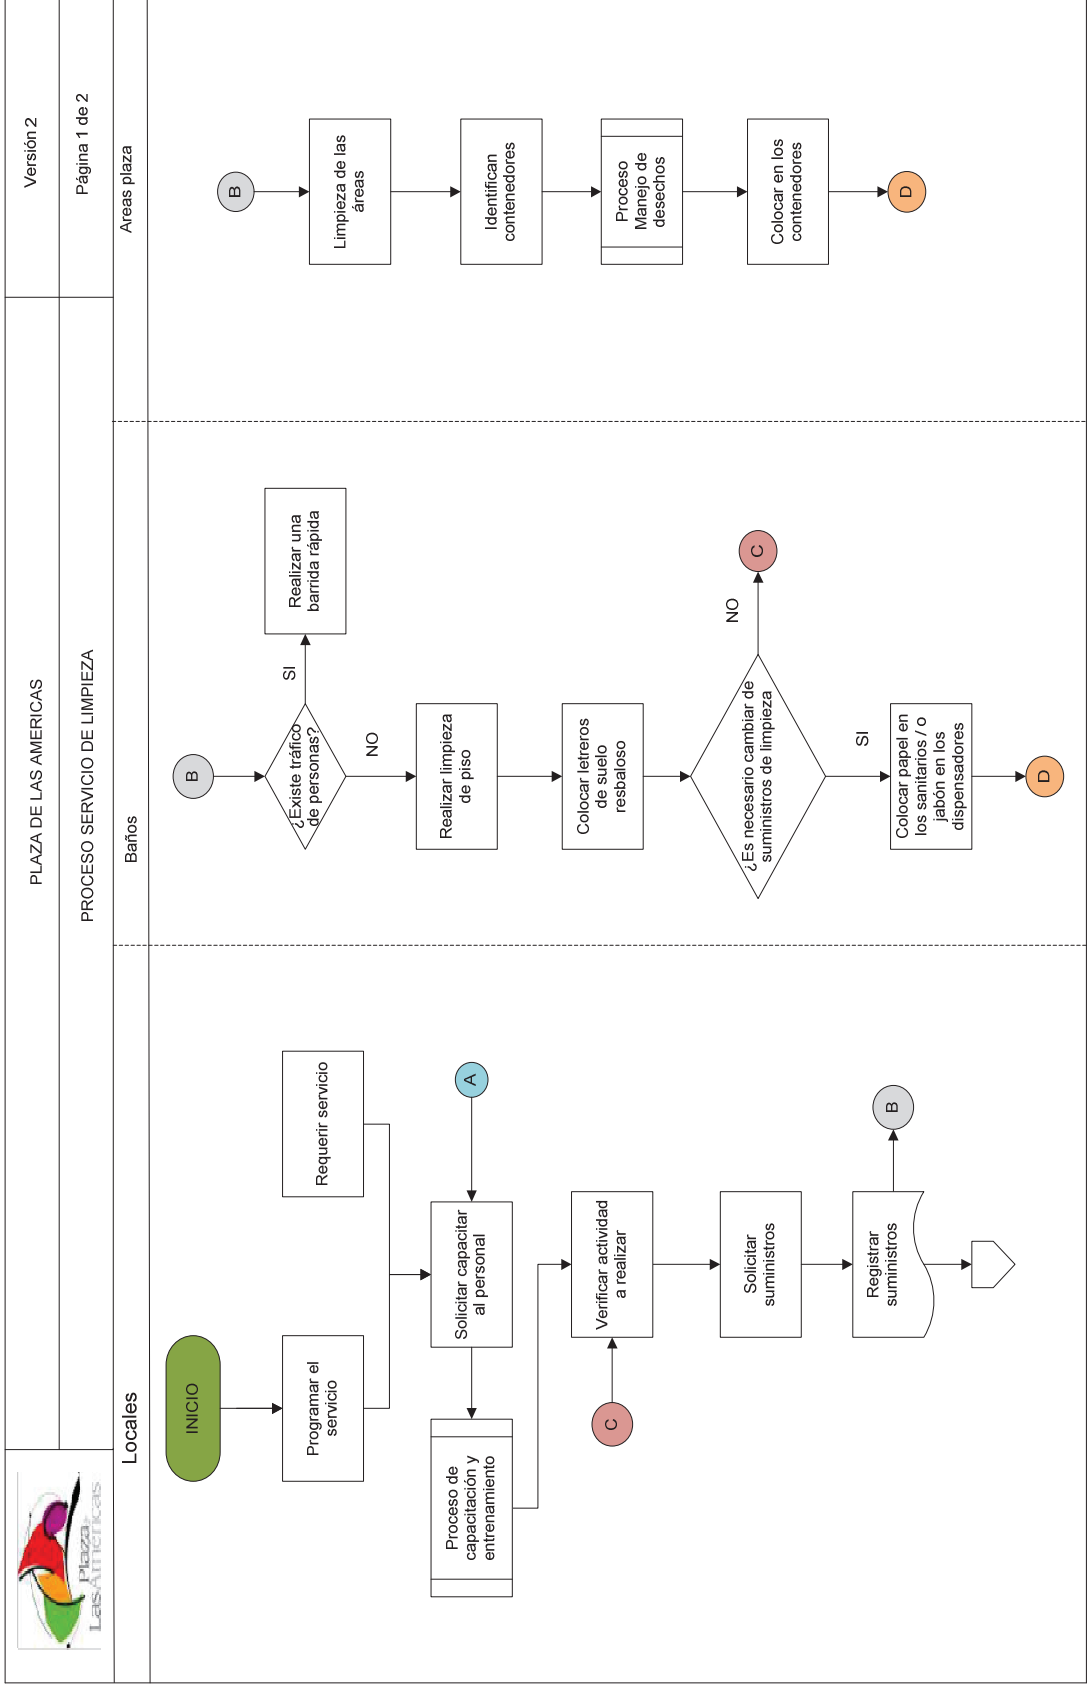 Plaza
Las Américas
PLAZA DE LAS AMERICAS
Versión 2
PROCESO SERVICIO DE LIMPIEZA
Página 1 de 2
Locales
Baños
Areas plaza
INICIO
Programar el
servicio
Requerir servicio
Solicitar capacitar
al personal
A
Proceso de
capacitación y
entrenamiento
C
Verificar actividad
a realizar
Solicitar
suministros
Registrar
suministros
B
B
¿Existe tráfico
de personas?
SI
Realizar una
barrida rápida
NO
Realizar limpieza
de piso
Colocar letreros
de suelo
resbaloso
¿Es necesario cambiar de
suministros de limpieza
NO
C
SI
Colocar papel en
los sanitarios / o
jabón en los
dispensadores
D
B
Limpieza de las
áreas
Identifican
contenedores
Proceso
Manejo de
desechos
Colocar en los
contenedores
D